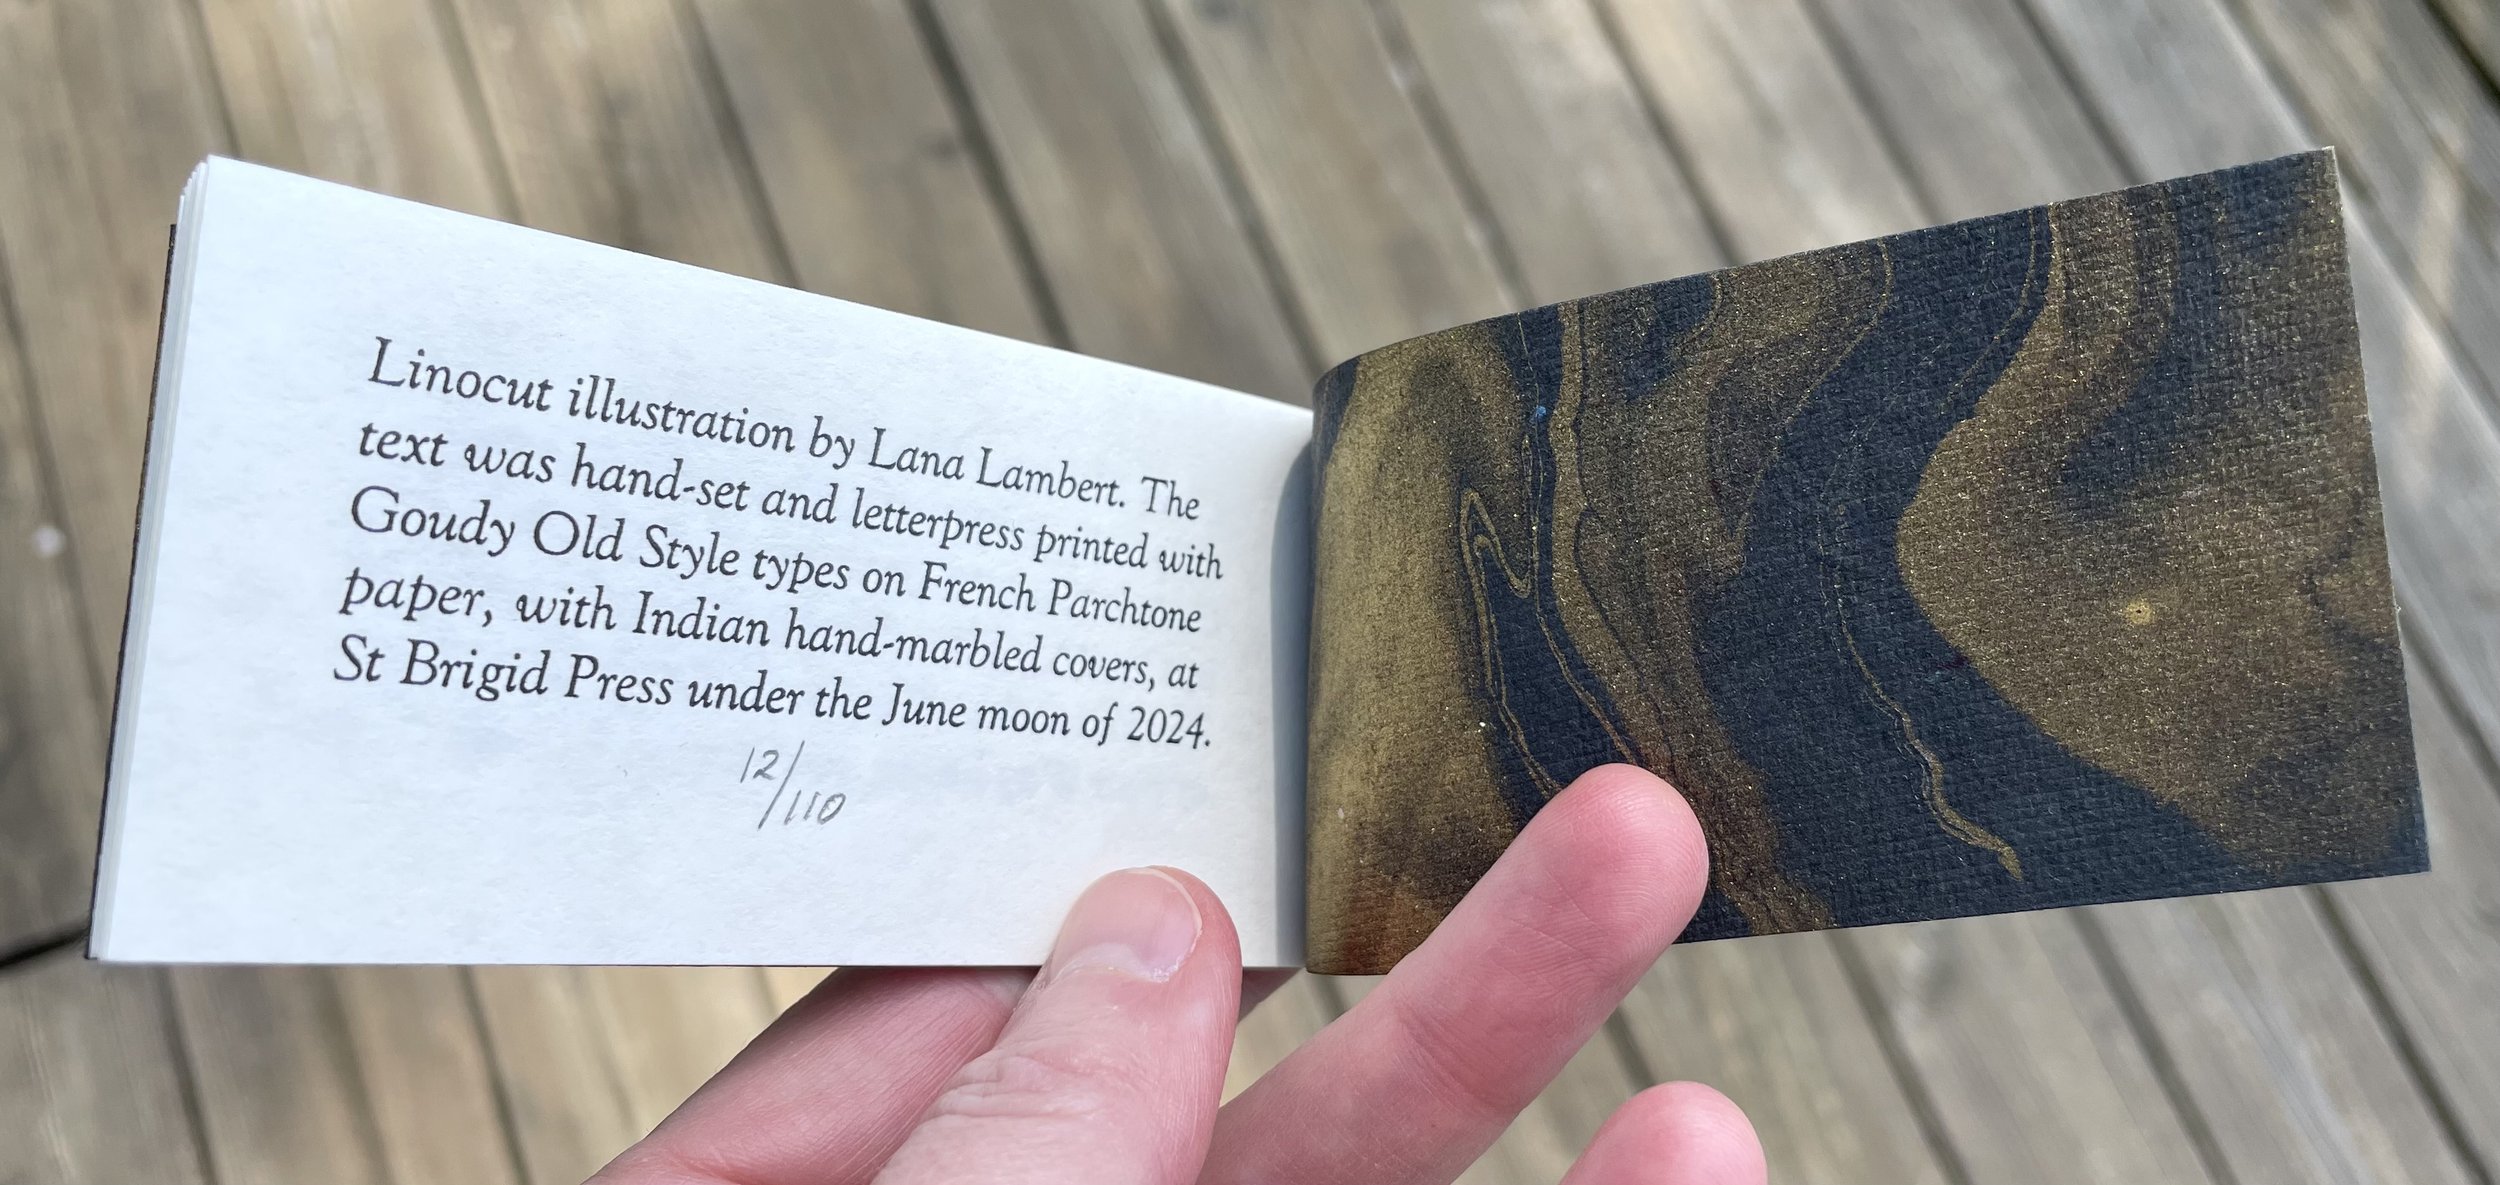 Linocut illustration by Lana Lambert. The
text was hand-set and letterpress printed with
Goudy Old Style types on French Parchtone
paper, with Indian hand-marbled covers, at
St Brigid Press under the June moon of 2024.
12/110